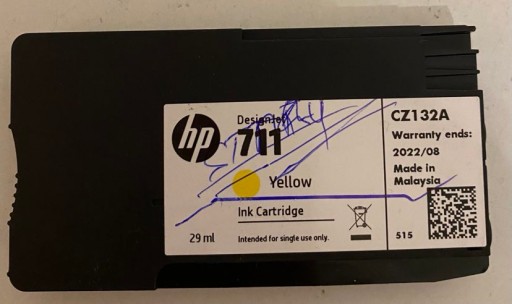 hp
DesignJet
711
Yellow
Ink Cartridge
29 ml
Intended for single use only.
CZ132A
Warranty ends:
2022/08
Made in
Malaysia
515